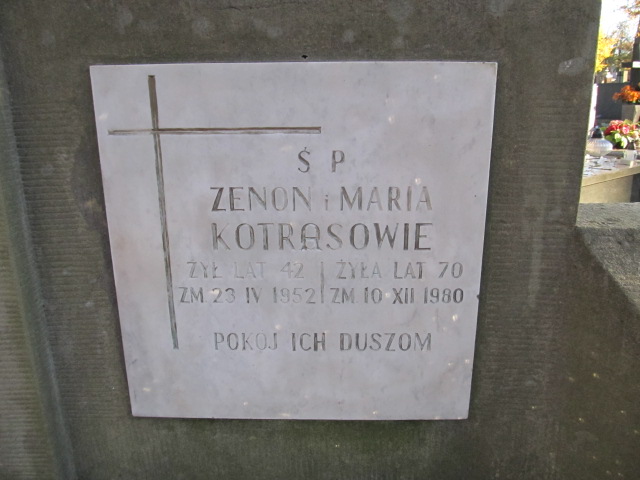 Ś P
ZENON i MARIA
KOTRASOWIE
ŻYŁ LAT 42 ŻYŁA LAT 70
ZM 23 IV 1952 ZM 10 XII 1980
POKOJ ICH DUSZOM